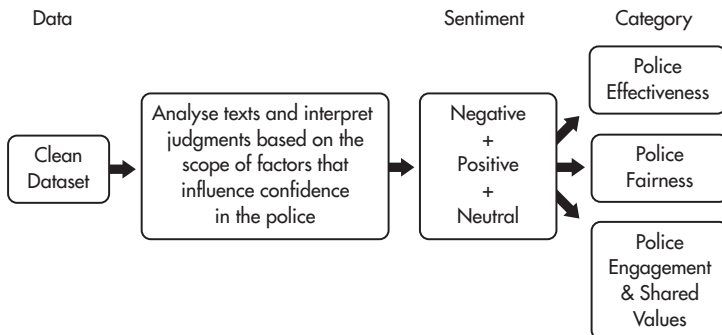 Data
Sentiment
Category
Clean
Dataset
Analyse texts and interpret
judgments based on the
scope of factors that
influence confidence
in the police
Negative
+
Positive
+
Neutral
Police
Effectiveness
Police
Fairness
Police
Engagement
& Shared
Values